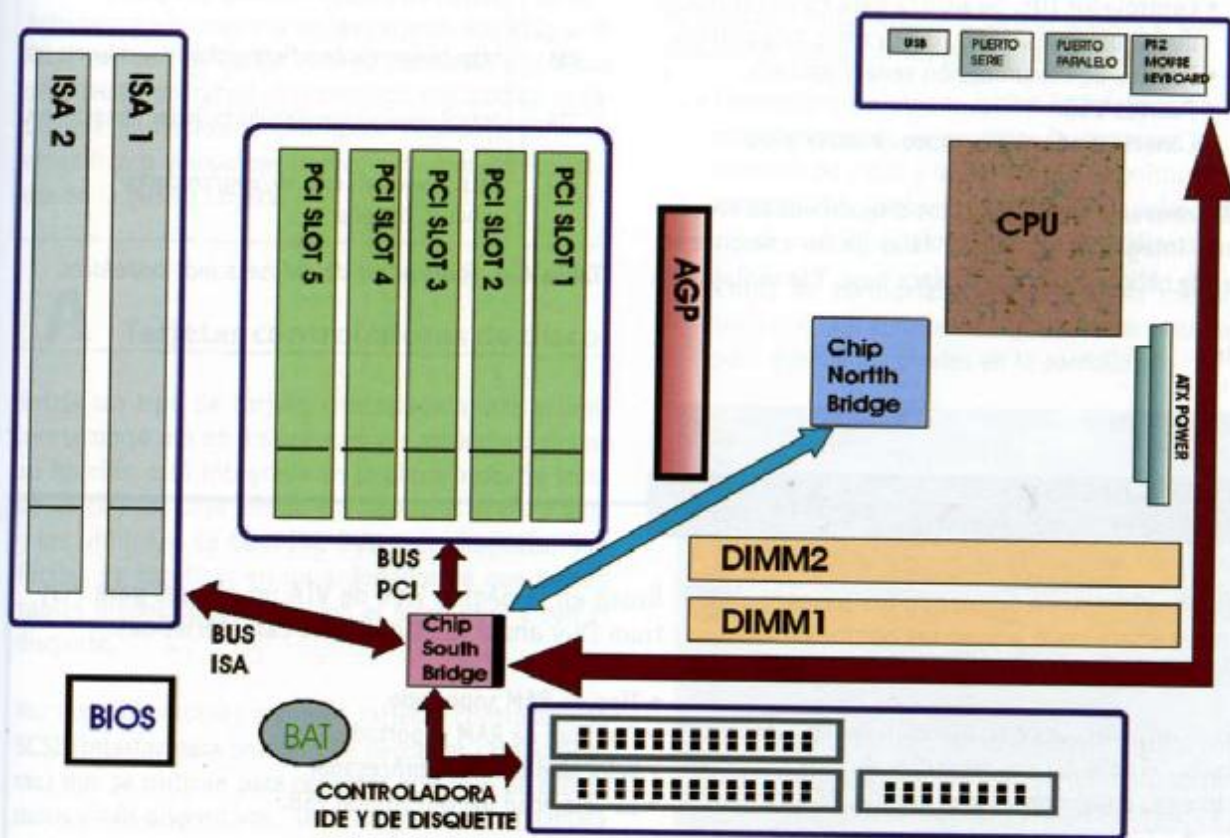 USB
PUERTO
SERIE
PUERTO
PARALELO
PS2
MOUSE
KEYBOARD
ISA 2
ISA 1
PCI SLOT 5
PCI SLOT 4
PCI SLOT 3
PCI SLOT 2
PCI SLOT 1
AGP
CPU
Chip
North
Bridge
ATX POWER
DIMM2
DIMM1
BUS
PCI
BUS
ISA
Chip
South
Bridge
BIOS
BAT
CONTROLADORA
IDE Y DE DISQUETTE